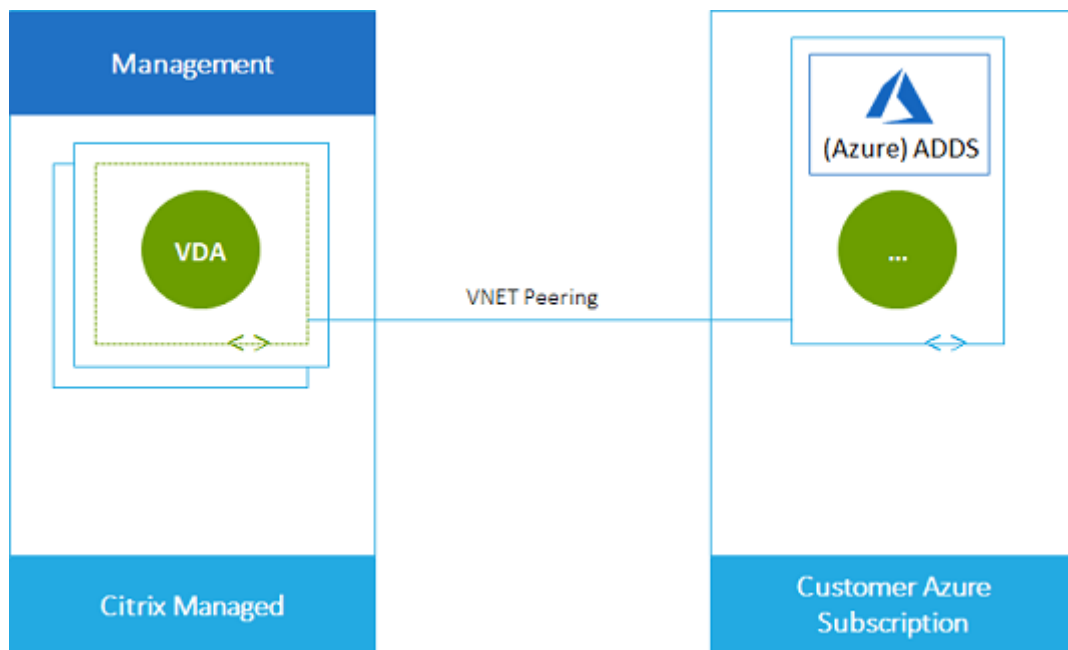 Management
VDA
Citrix Managed
VNET Peering
(Azure) ADDS
...
Customer Azure
Subscription